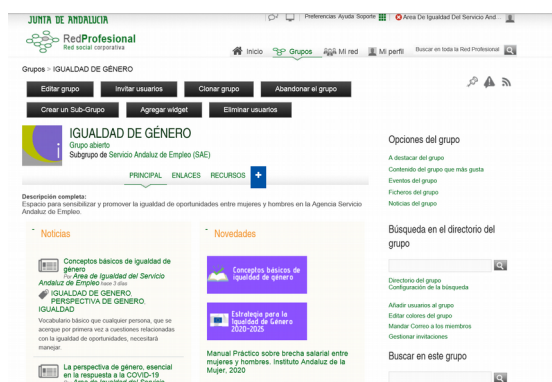 JUNTA DE ANDALUCIA
Preferencias Ayuda Soporte
Area De Igualdad Del Servicio And...
RedProfesional
Red social corporativa
Inicio Grupos Mi red Mi perfil Buscar en toda la Red Profesional
Grupos > IGUALDAD DE GÉNERO
Editar grupo Invitar usuarios Clonar grupo Abandonar el grupo
Crear un Sub-Grupo Agregar widget Eliminar usuarios
IGUALDAD DE GÉNERO
Grupo abierto
Subgrupo de Servicio Andaluz de Empleo (SAE)
PRINCIPAL ENLACES RECURSOS +
Descripción completa:
Espacio para sensibilizar y promover la igualdad de oportunidades entre mujeres y hombres en la Agencia Servicio
Andaluz de Empleo.
- Noticias
Conceptos básicos de igualdad de
género
Por Area de Igualdad del Servicio
Andaluz de Empleo hace 3 días
IGUALDAD DE GENERO,
PERSPECTIVA DE GENERO,
IGUALDAD
Vocabulario básico que cualquier persona, que se
acerque por primera vez a cuestiones relacionadas
con la igualdad de oportunidades, necesitará
manejar.
La perspectiva de género, esencial
en la respuesta a la COVID-19
Por Area de Igualdad del Servicio
- Novedades
Conceptos básicos de
igualdad de género
Estrategia para la
Igualdad de Género
2020-2025
Manual Práctico sobre brecha salarial entre
mujeres y hombres. Instituto Andaluz de la
Mujer, 2020
Opciones del grupo
A destacar del grupo
Contenido del grupo que más gusta
Eventos del grupo
Ficheros del grupo
Noticias del grupo
Búsqueda en el directorio del
grupo
Directorio del grupo
Configuración de la búsqueda
Añadir usuarios al grupo
Editar colores del grupo
Mandar Correo a los miembros
Gestionar invitaciones
Buscar en este grupo